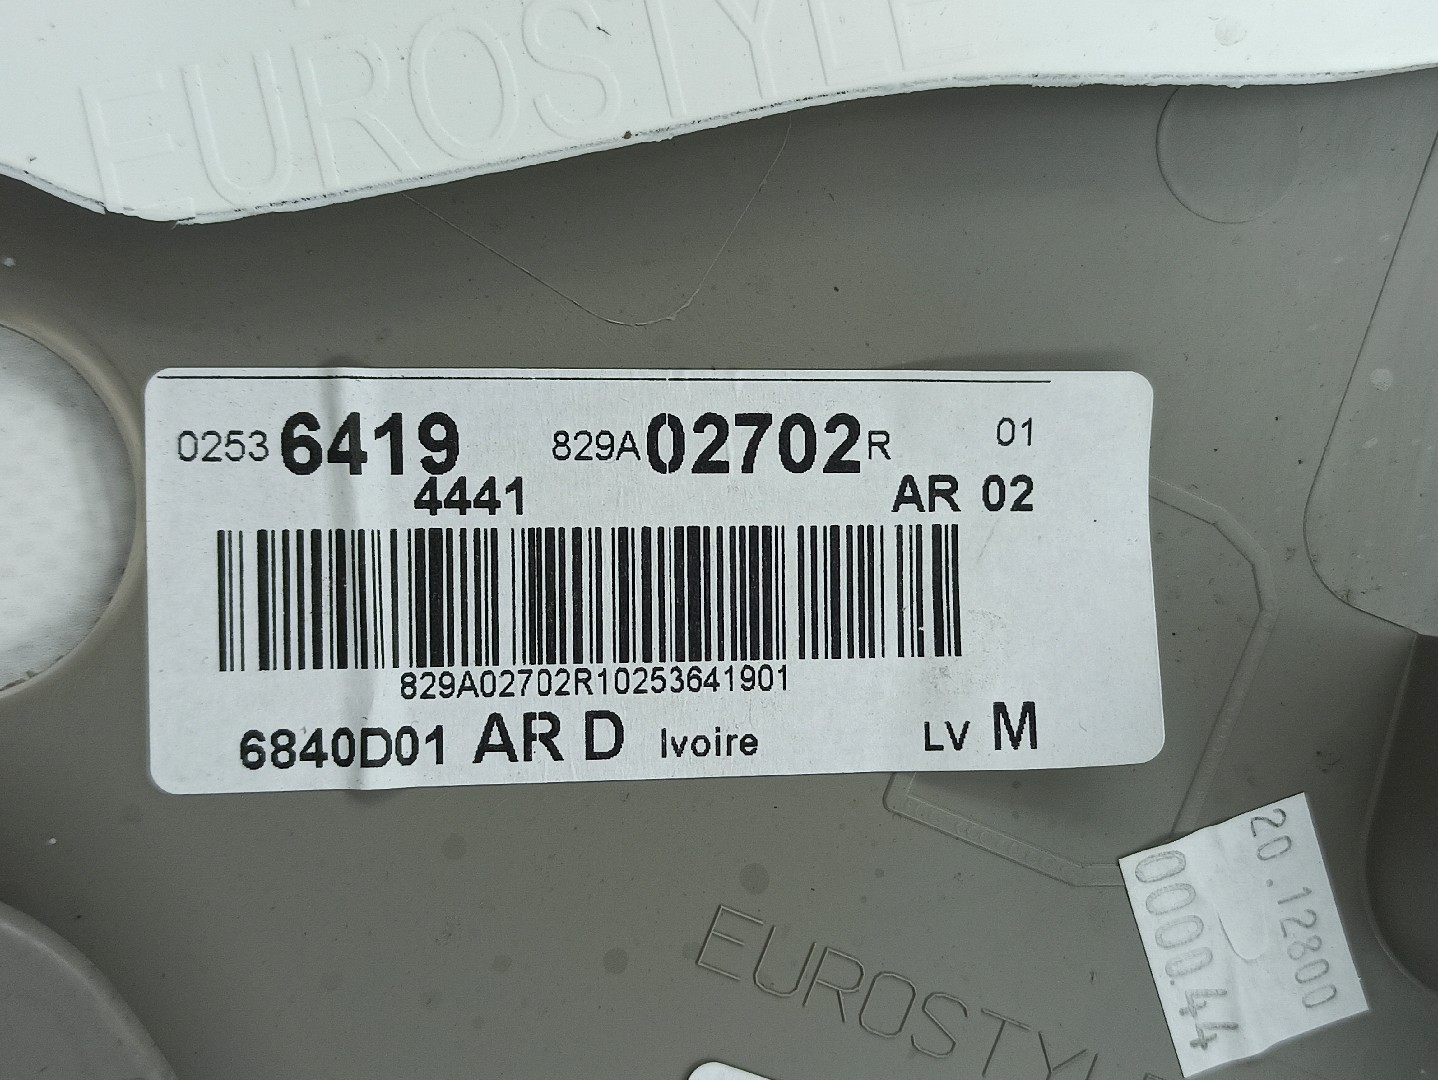 EUROSTYLE
0253 6419 829A 02702 R 01
4441 AR 02
829A02702R10253641901
6840D01 AR D Ivoire LV M
20.12800
0000.44
EUROSTYLE